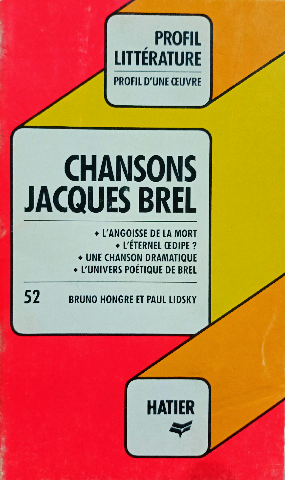 PROFIL
LITTÉRATURE
PROFIL D'UNE ŒUVRE
CHANSONS
JACQUES BREL
• L'ANGOISSE DE LA MORT
• L'ÉTERNEL ŒDIPE ?
• UNE CHANSON DRAMATIQUE
• L'UNIVERS POÉTIQUE DE BREL
52 BRUNO HONGRE ET PAUL LIDSKY
HATIER